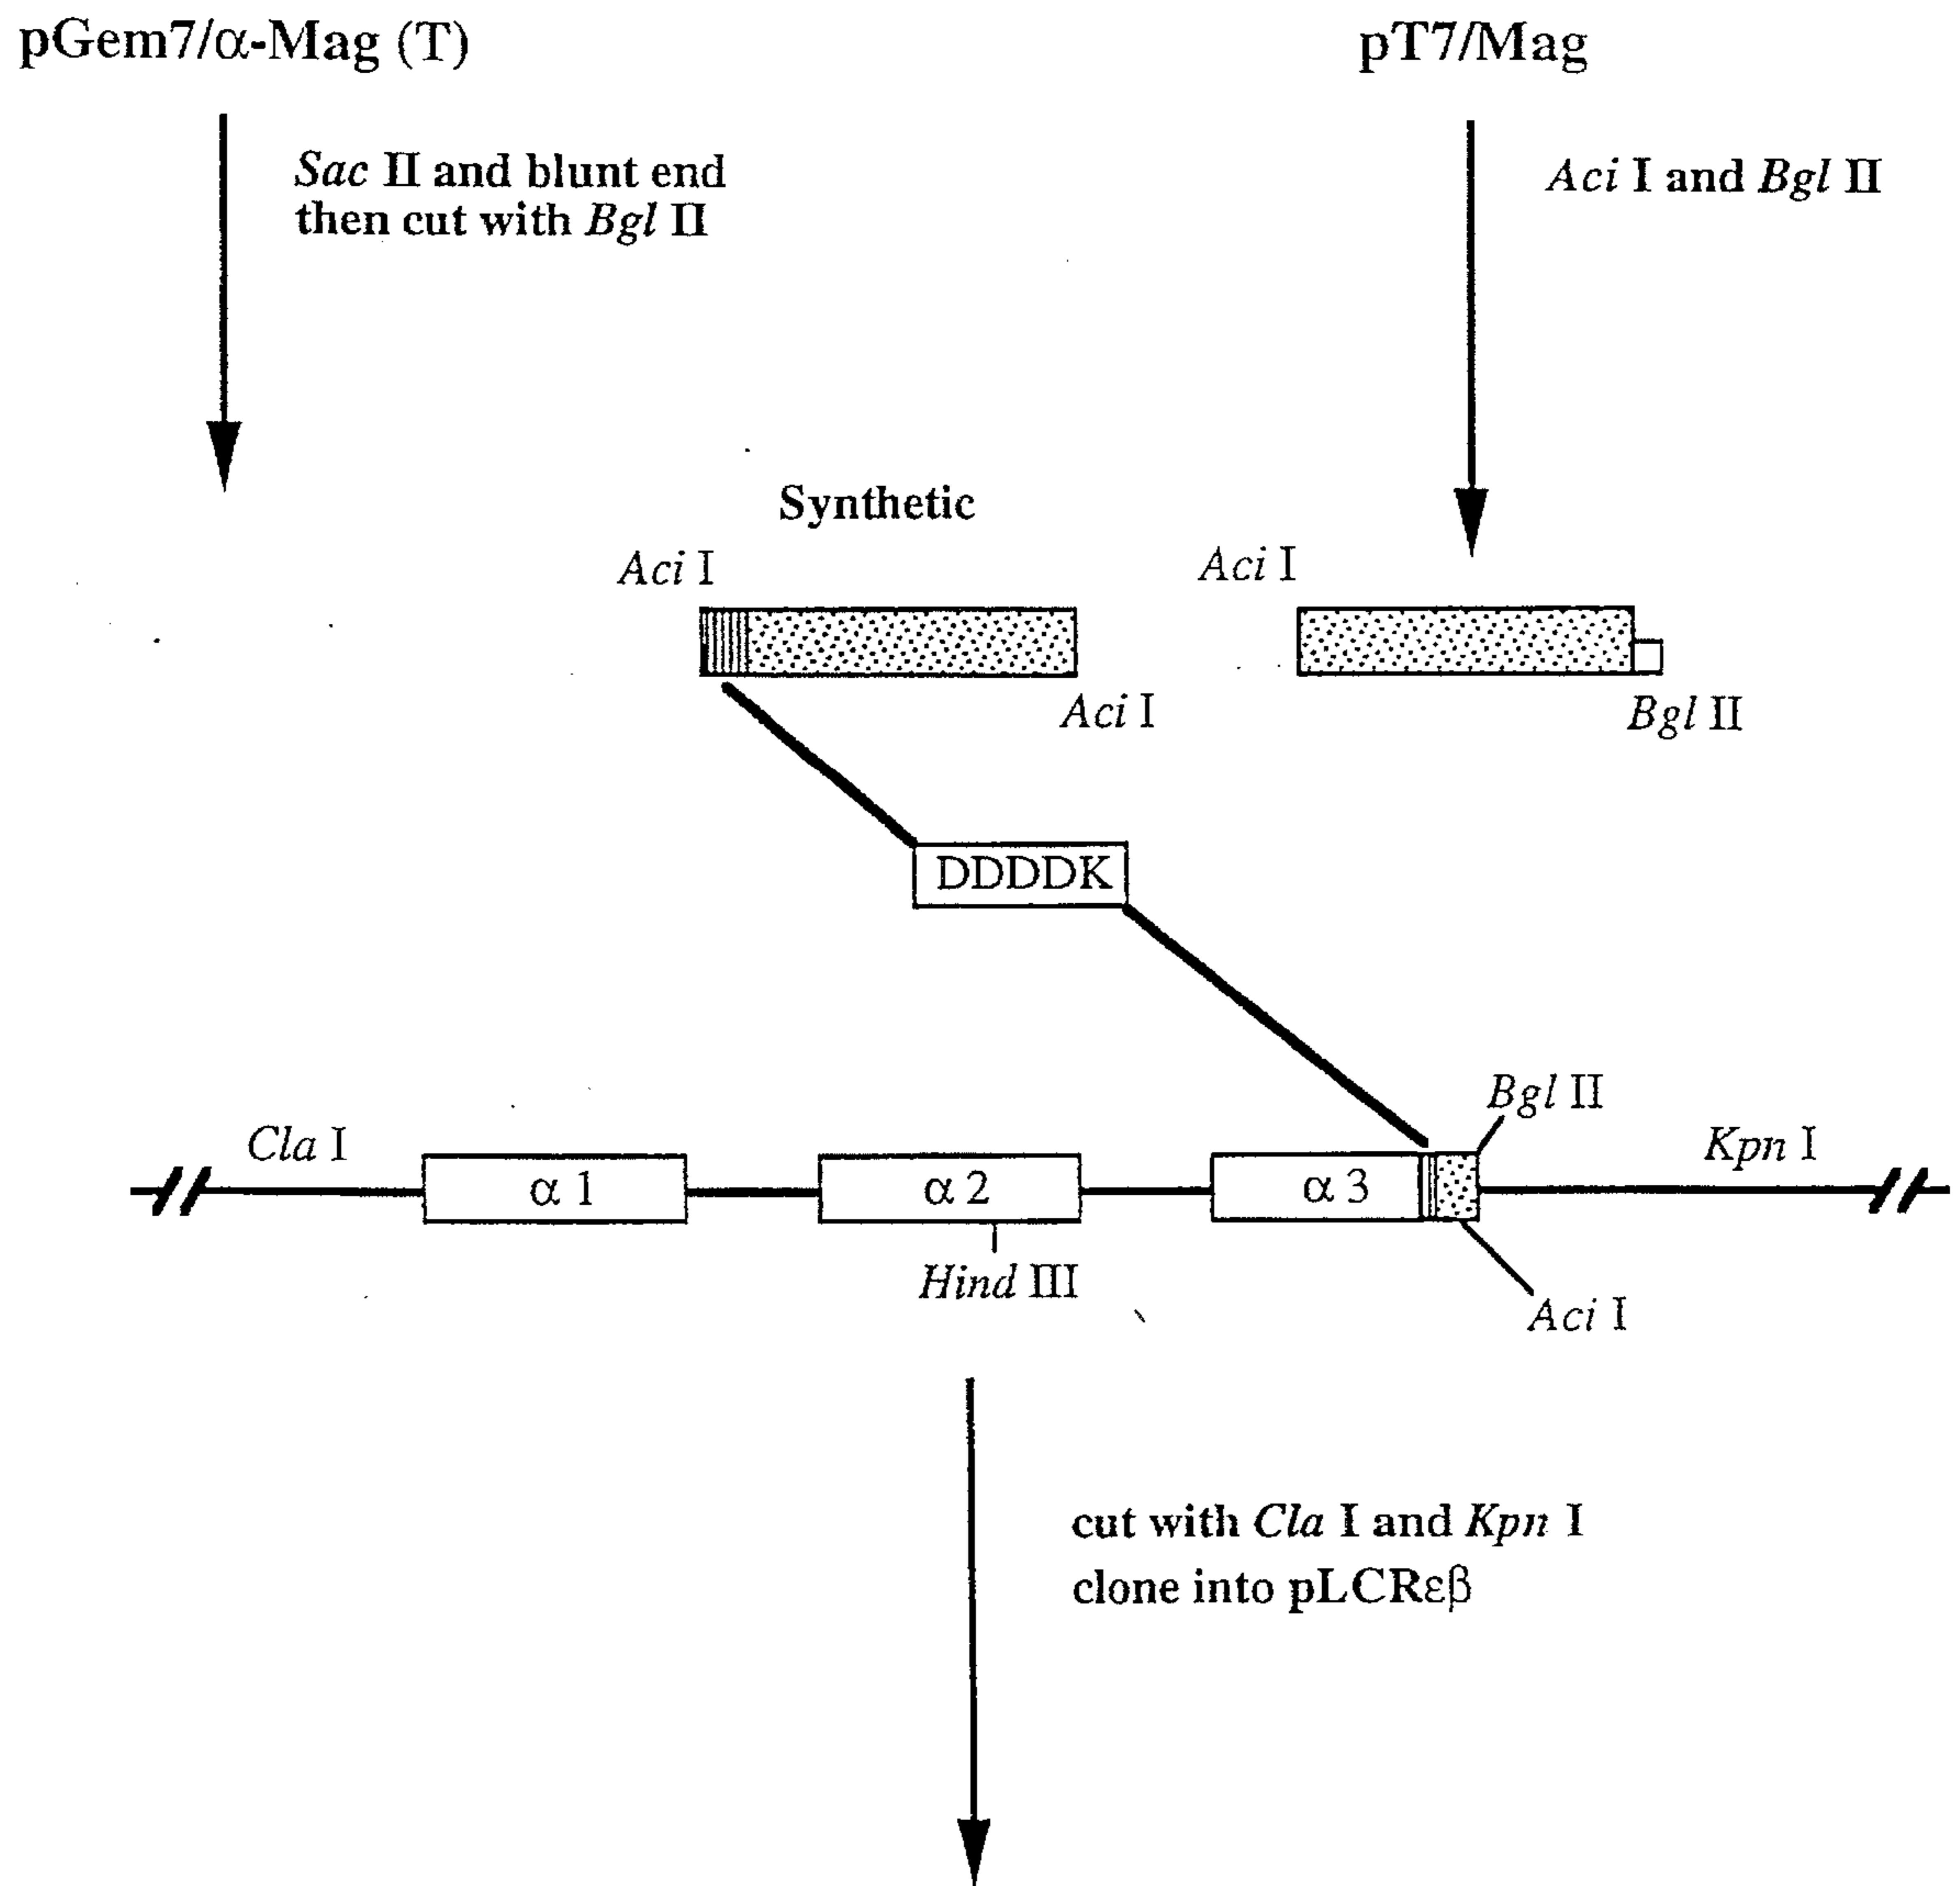 pGem7/α-Mag (T)
pT7/Mag
Sac II and blunt end
then cut with Bgl II
Aci I and Bgl II
Synthetic
Aci I
Aci I
Aci I
Bgl II
DDDDK
Bgl II
Cla I
Kpn I
α 1
α 2
α 3
Hind III
Aci I
cut with Cla I and Kpn I
clone into pLCRεβ